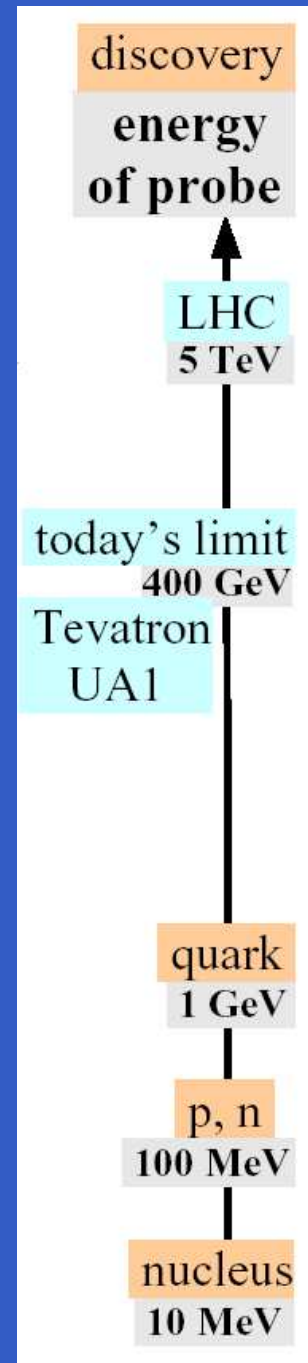 discovery
energy
of probe
LHC
5 TeV
today's limit
400 GeV
Tevatron
UA1
quark
1 GeV
p, n
100 MeV
nucleus
10 MeV